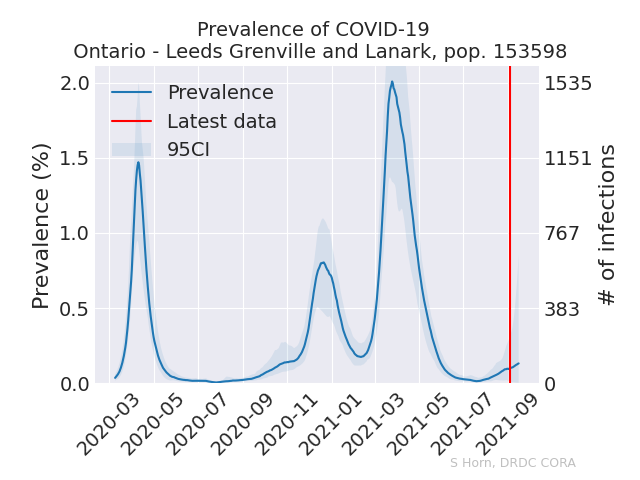 Prevalence of COVID-19
Ontario - Leeds Grenville and Lanark, pop. 153598
Prevalence
Latest data
95CI
Prevalence (%)
2.0
1.5
1.0
0.5
0.0
# of infections
1535
1151
767
383
0
2020-03
2020-05
2020-07
2020-09
2020-11
2021-01
2021-03
2021-05
2021-07
2021-09
S Horn, DRDC CORA